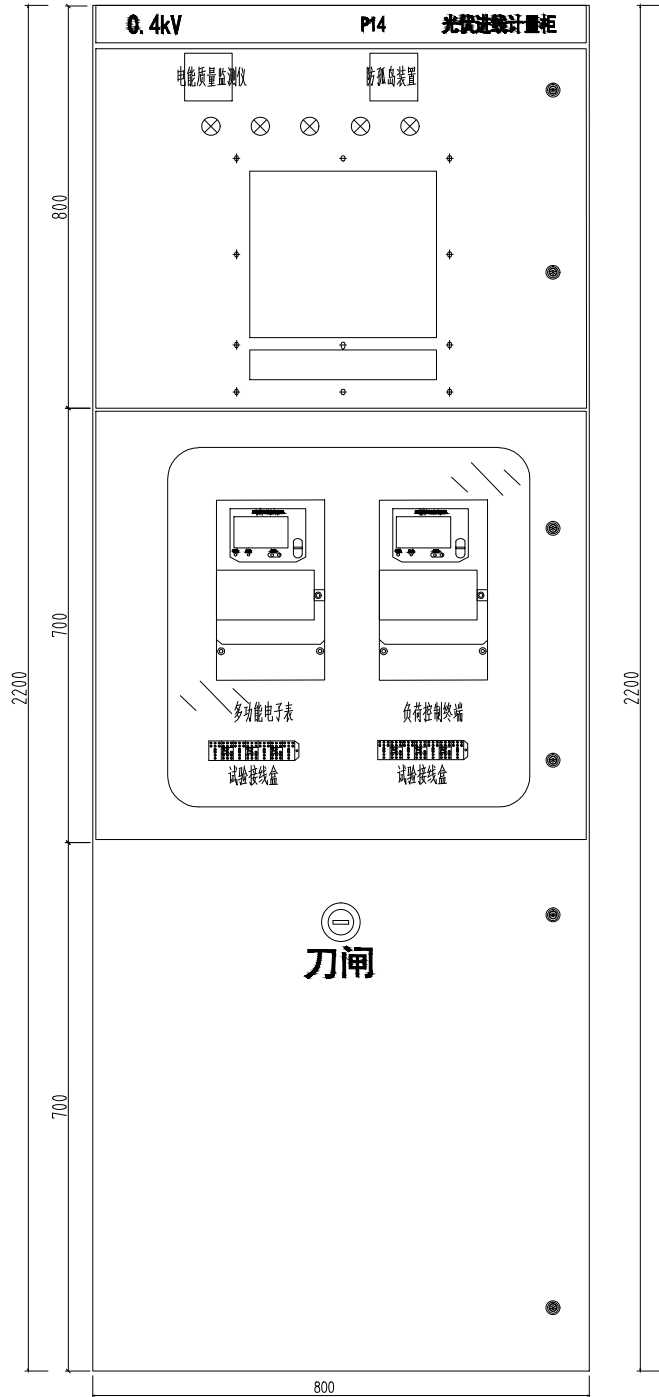 0.4kV P14 光伏进线计量柜
电能质量监测仪 防孤岛装置
800
700
2200
2200
多功能电子表 负荷控制终端
试验接线盒 试验接线盒
刀闸
700
800